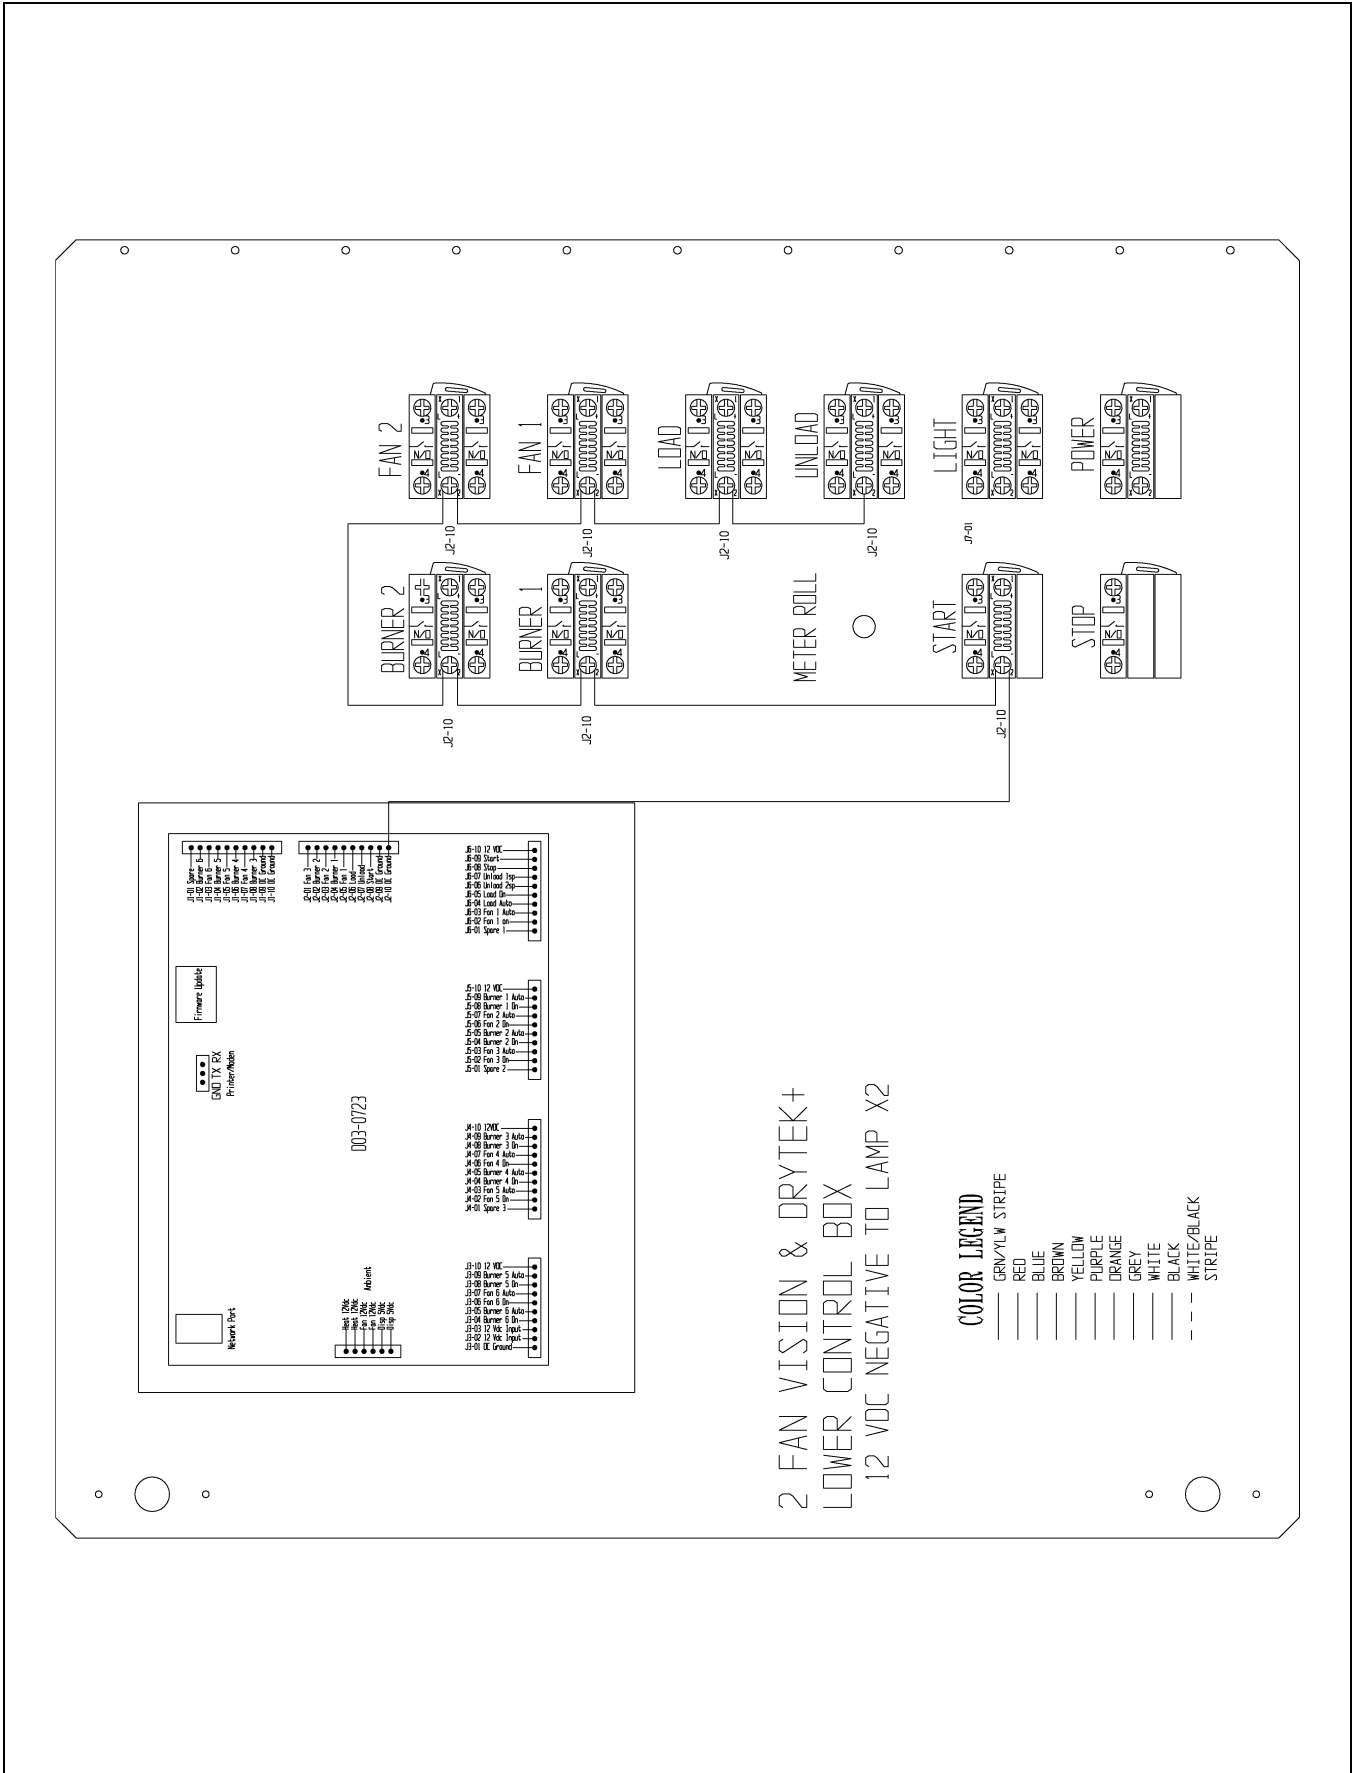 FAN 2
FAN 1
LOAD
UNLOAD
LIGHT
POWER
J2-10
J2-10
J2-10
J2-10
J7-01
BURNER 2
BURNER 1
METER ROLL
START
STOP
J2-10
J2-10
J2-10
J1-01 Spare
J1-02 Burner 6
J1-03 Fan 6
J1-04 Burner 5
J1-05 Fan 5
J1-06 Burner 4
J1-07 Fan 4
J1-08 Burner 3
J1-09 DC Ground
J1-10 DC Ground
J2-01 Fan 3
J2-02 Burner 2
J2-03 Fan 2
J2-04 Burner 1
J2-05 Fan 1
J2-06 Load
J2-07 Unload
J2-08 Start
J2-09 DC Ground
J2-10 DC Ground
J6-10 12 VDC
J6-09 Start
J6-08 Stop
J6-07 Unload 1sp
J6-06 Unload 2sp
J6-05 Load On
J6-04 Load Auto
J6-03 Fan 1 Auto
J6-02 Fan 1 on
J6-01 Spare 1
Firmware Update
J5-10 12 VDC
J5-09 Burner 1 Auto
J5-08 Burner 1 On
J5-07 Fan 2 Auto
J5-06 Fan 2 On
J5-05 Burner 2 Auto
J5-04 Burner 2 On
J5-03 Fan 3 Auto
J5-02 Fan 3 On
J5-01 Spare 2
GND TX RX
Printer/Modem
D03-0723
J4-10 12VDC
J4-09 Burner 3 Auto
J4-08 Burner 3 On
J4-07 Fan 4 Auto
J4-06 Fan 4 On
J4-05 Burner 4 Auto
J4-04 Burner 4 On
J4-03 Fan 5 Auto
J4-02 Fan 5 On
J4-01 Spare 3
Network Port
Ambient
Heat 12Vdc
Heat 12Vdc
Fan 12Vdc
Fan 12Vdc
Disp 5Vdc
Disp 5Vdc
J3-10 12 VDC
J3-09 Burner 5 Auto
J3-08 Burner 5 On
J3-07 Fan 6 Auto
J3-06 Fan 6 On
J3-05 Burner 6 Auto
J3-04 Burner 6 On
J3-03 12 Vdc Input
J3-02 12 Vdc Input
J3-01 DC Ground
2 FAN VISION & DRYTEK+
LOWER CONTROL BOX
12 VDC NEGATIVE TO LAMP X2
COLOR LEGEND
GRN/YLW STRIPE
RED
BLUE
BROWN
YELLOW
PURPLE
ORANGE
GREY
WHITE
BLACK
WHITE/BLACK
STRIPE